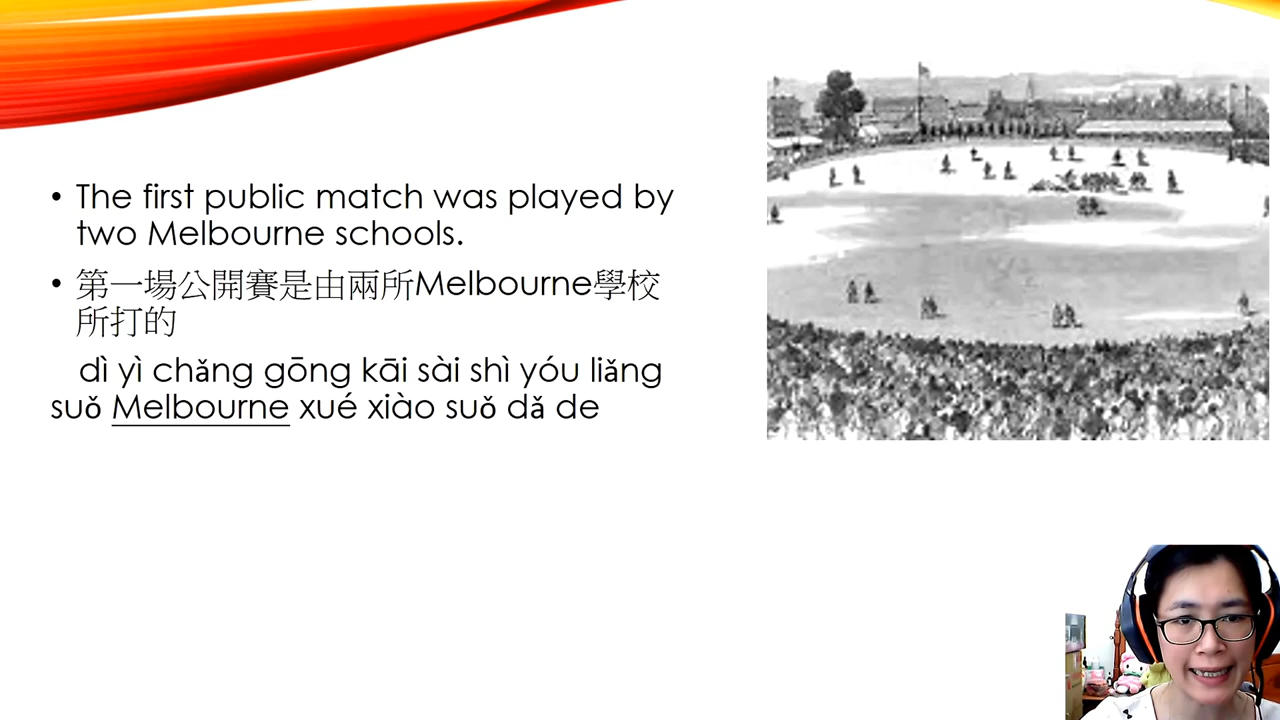 • The first public match was played by
two Melbourne schools.
• 第一場公開賽是由兩所Melbourne學校
所打的
dì yì chǎng gōng kāi sài shì yóu liǎng
suǒ Melbourne xué xiào suǒ dǎ de